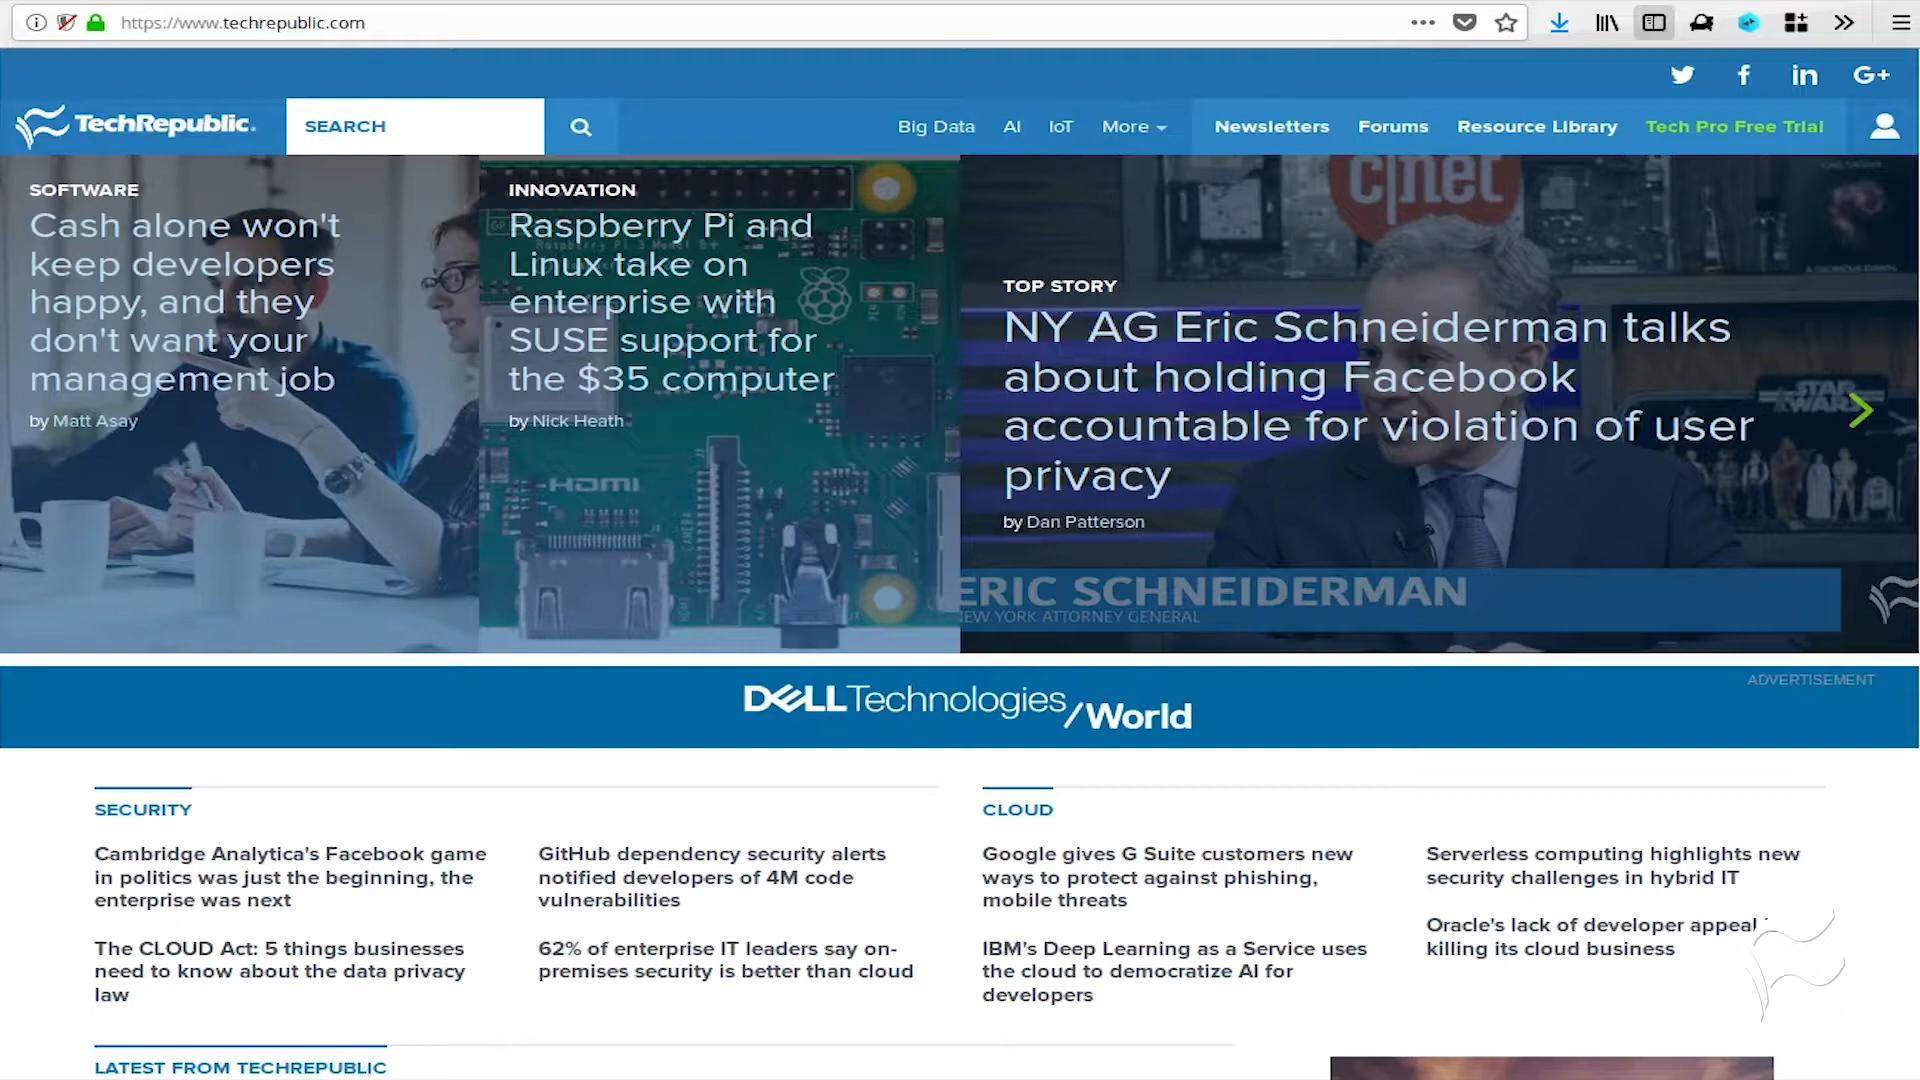 https://www.techrepublic.com
TechRepublic.
SEARCH
Big Data
AI
IoT
More
Newsletters
Forums
Resource Library
Tech Pro Free Trial
SOFTWARE
Cash alone won't
keep developers
happy, and they
don't want your
management job
by Matt Asay
INNOVATION
Raspberry Pi and
Linux take on
enterprise with
SUSE support for
the $35 computer
by Nick Heath
HDMI
CAMERA
c|net
STAR
WARS
TOP STORY
NY AG Eric Schneiderman talks
about holding Facebook
accountable for violation of user
privacy
by Dan Patterson
ERIC SCHNEIDERMAN
EW YORK ATTORNEY GENERAL
ADVERTISEMENT
DELLTechnologies
/World
SECURITY
Cambridge Analytica's Facebook game
in politics was just the beginning, the
enterprise was next
The CLOUD Act: 5 things businesses
need to know about the data privacy
law
GitHub dependency security alerts
notified developers of 4M code
vulnerabilities
62% of enterprise IT leaders say on-
premises security is better than cloud
CLOUD
Google gives G Suite customers new
ways to protect against phishing,
mobile threats
IBM's Deep Learning as a Service uses
the cloud to democratize AI for
developers
Serverless computing highlights new
security challenges in hybrid IT
Oracle's lack of developer appeal
killing its cloud business
LATEST FROM TECHREPUBLIC